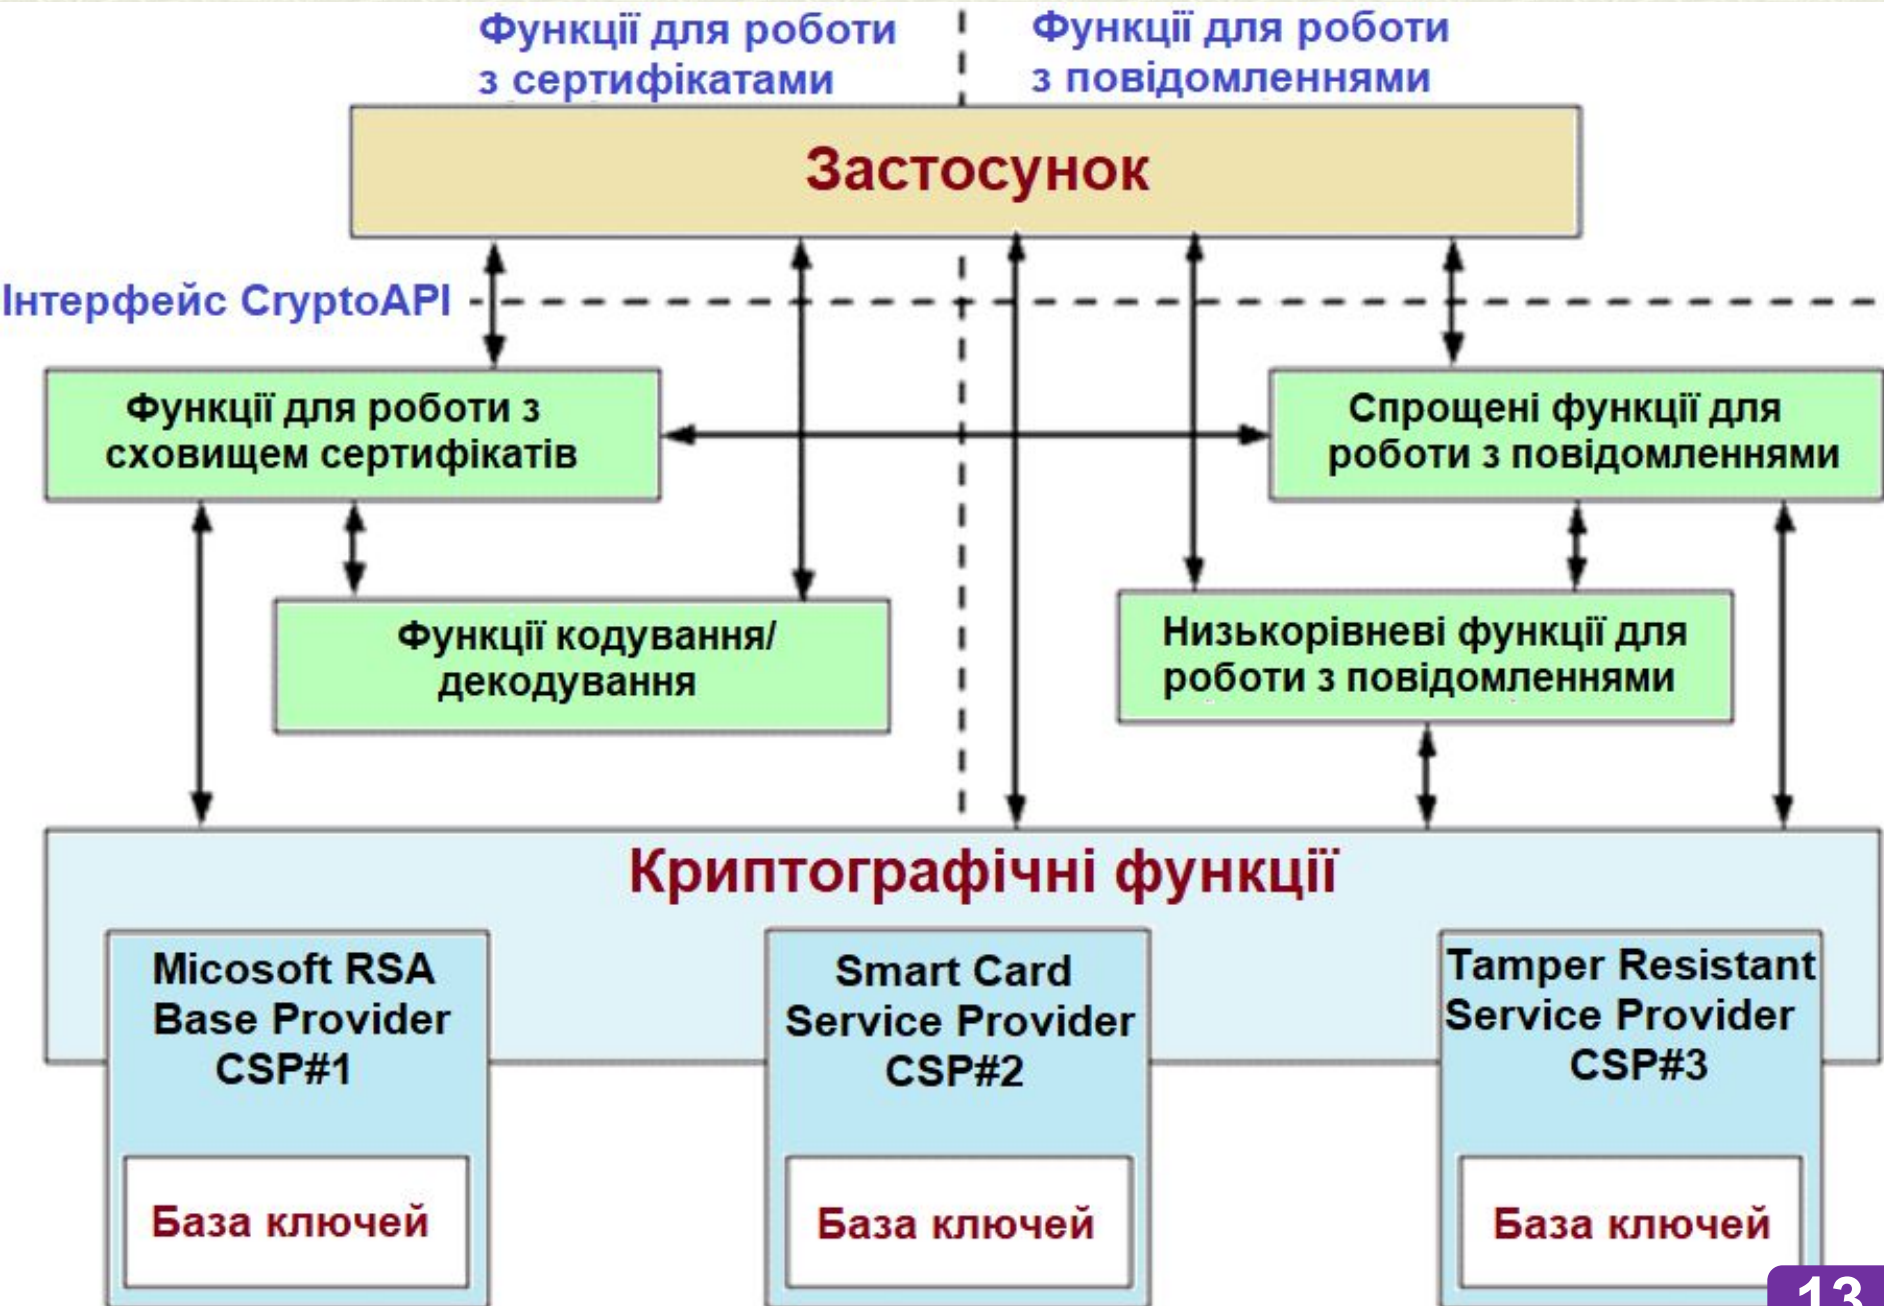 Функції для роботи
з сертифікатами
Функції для роботи
з повідомленнями
Застосунок
Інтерфейс CryptoAPI
Функції для роботи з
сховищем сертифікатів
Спрощені функції для
роботи з повідомленнями
Функції кодування/
декодування
Низькорівневі функції для
роботи з повідомленнями
Криптографічні функції
Micosoft RSA
Base Provider
CSP#1
База ключей
Smart Card
Service Provider
CSP#2
База ключей
Tamper Resistant
Service Provider
CSP#3
База ключей
13